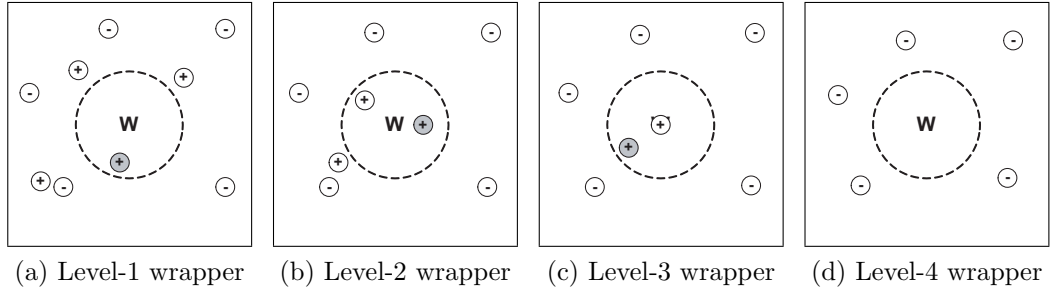 - -
+ +
-
W
+
+ - -
(a) Level-1 wrapper
- -
-
+
W +
+
- -
(b) Level-2 wrapper
- -
-
+
+
- -
(c) Level-3 wrapper
- -
-
W
- -
(d) Level-4 wrapper